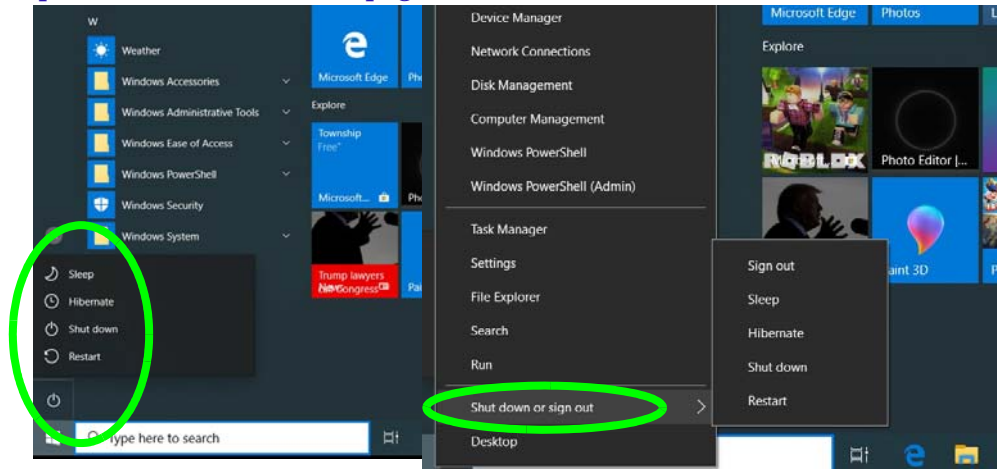 W
Weather
Windows Accessories
Windows Administrative Tools
Windows Ease of Access
Windows PowerShell
Windows Security
Windows System
Sleep
Hibernate
Shut down
Restart
Type here to search
Microsoft Edge
Explore
Township
Free*
Microsoft...
Trump lawyers
Congress
Device Manager
Network Connections
Disk Management
Computer Management
Windows PowerShell
Windows PowerShell (Admin)
Task Manager
Settings
File Explorer
Search
Run
Shut down or sign out
Desktop
Sign out
Sleep
Hibernate
Shut down
Restart
Microsoft Edge
Photos
Explore
Photo Editor |...
aint 3D